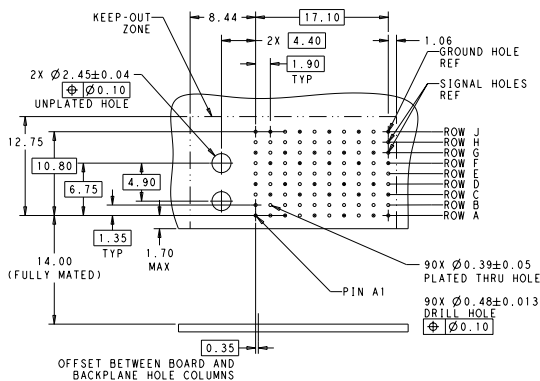 KEEP-OUT
ZONE
8.44
17.10
2X 4.40
1.06
1.90
TYP
GROUND HOLE
REF
SIGNAL HOLES
REF
2X Ø2.45±0.04
⌖ Ø0.10
UNPLATED HOLE
12.75
10.80
6.75
4.90
ROW J
ROW H
ROW G
ROW F
ROW E
ROW D
ROW C
ROW B
ROW A
1.35
TYP
1.70
MAX
14.00
(FULLY MATED)
PIN A1
90X Ø0.39±0.05
PLATED THRU HOLE
90X Ø0.48±0.013
DRILL HOLE
⌖ Ø0.10
0.35
OFFSET BETWEEN BOARD AND
BACKPLANE HOLE COLUMNS